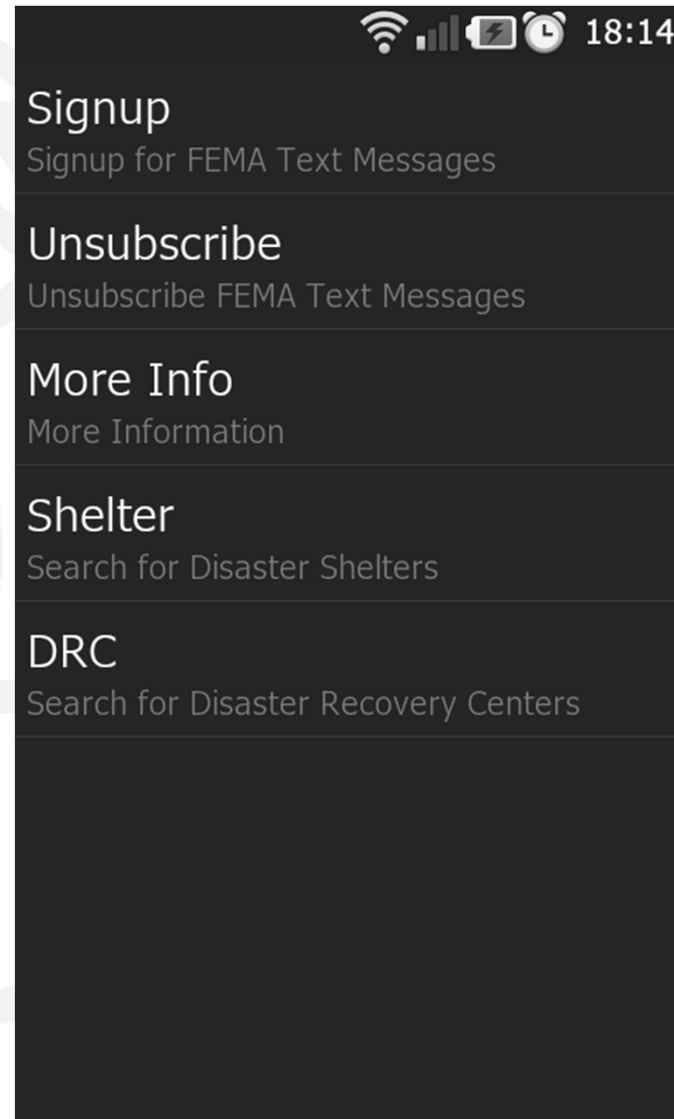 18:14
Signup
Signup for FEMA Text Messages
Unsubscribe
Unsubscribe FEMA Text Messages
More Info
More Information
Shelter
Search for Disaster Shelters
DRC
Search for Disaster Recovery Centers